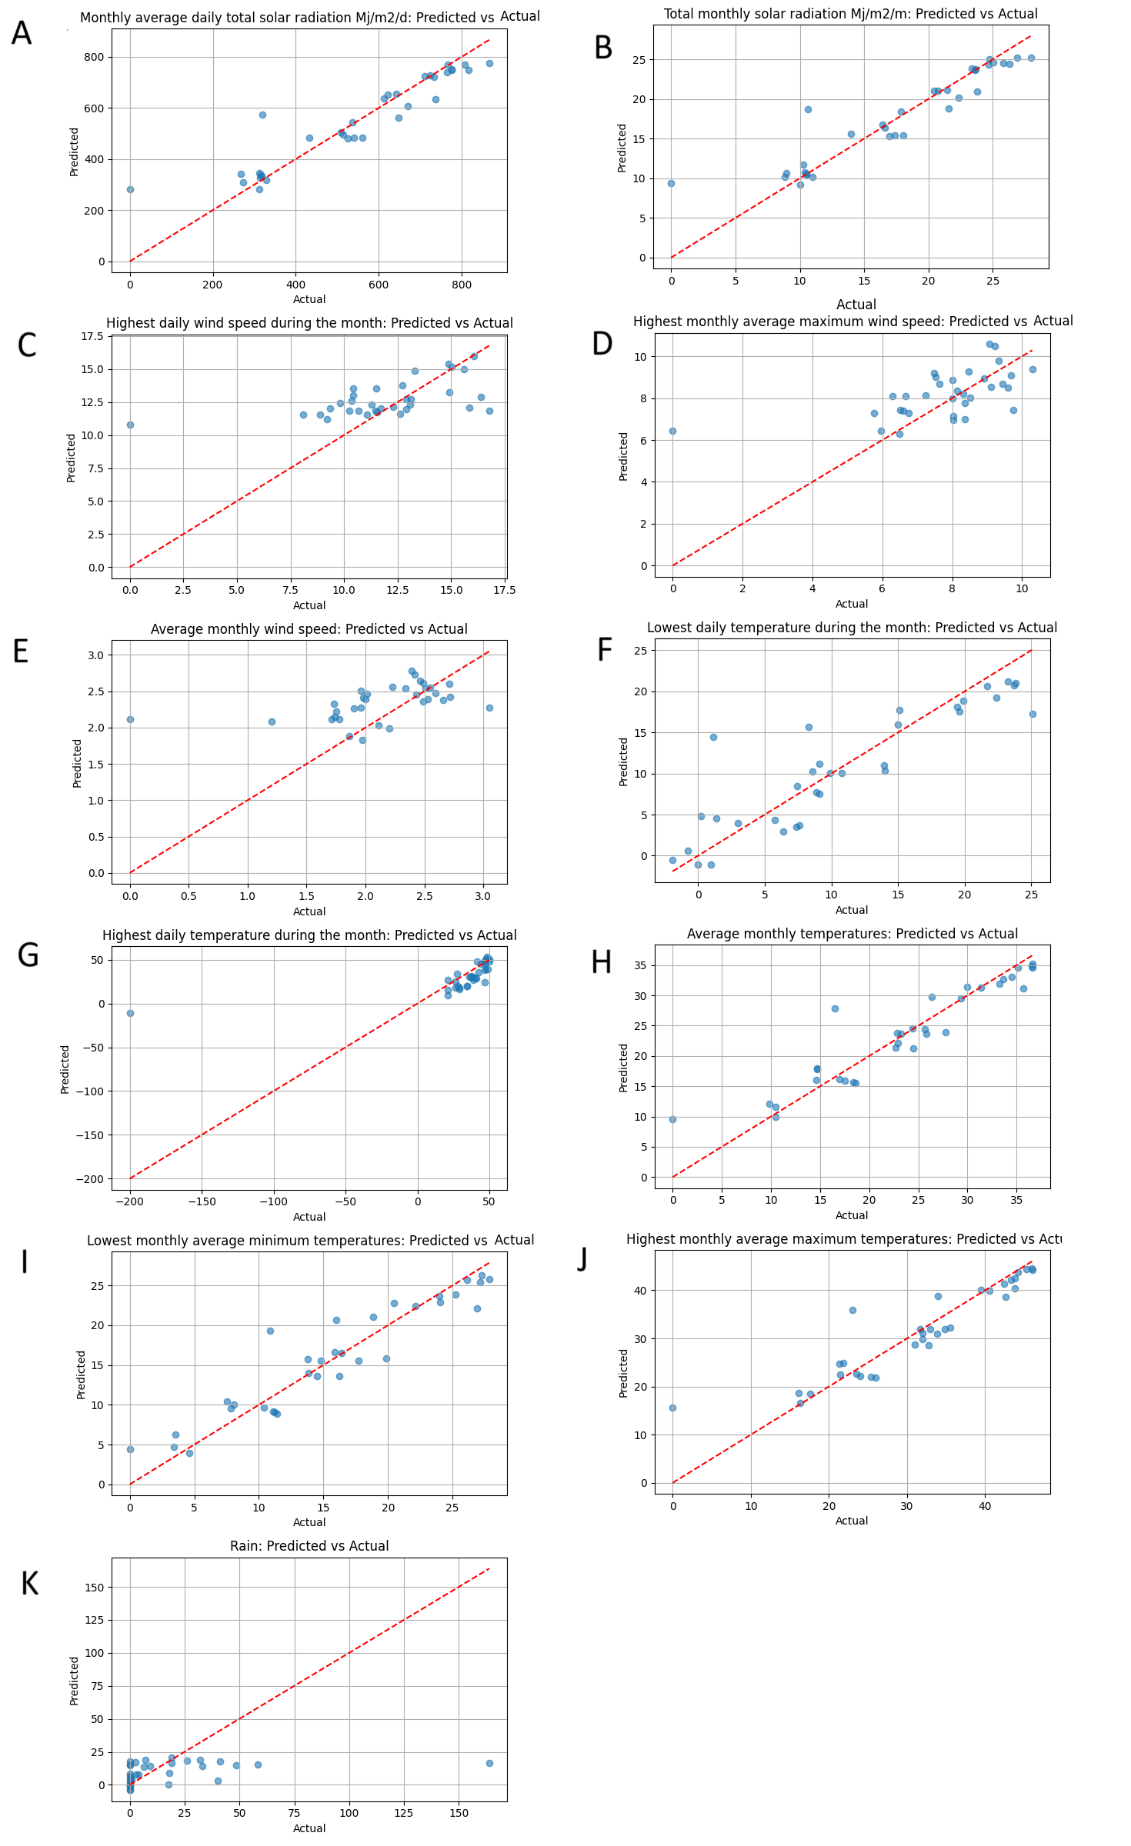 A
Monthly average daily total solar radiation Mj/m2/d: Predicted vs Actual
800
600
400
200
0
Predicted
0 200 400 600 800
Actual
B
Total monthly solar radiation Mj/m2/m: Predicted vs Actual
25
20
15
10
5
0
Predicted
0 5 10 15 20 25
Actual
C
Highest daily wind speed during the month: Predicted vs Actual
17.5
15.0
12.5
10.0
7.5
5.0
2.5
0.0
Predicted
0.0 2.5 5.0 7.5 10.0 12.5 15.0 17.5
Actual
D
Highest monthly average maximum wind speed: Predicted vs Actual
10
8
6
4
2
0
Predicted
0 2 4 6 8 10
Actual
E
Average monthly wind speed: Predicted vs Actual
3.0
2.5
2.0
1.5
1.0
0.5
0.0
Predicted
0.0 0.5 1.0 1.5 2.0 2.5 3.0
Actual
F
Lowest daily temperature during the month: Predicted vs Actual
25
20
15
10
5
0
Predicted
0 5 10 15 20 25
Actual
G
Highest daily temperature during the month: Predicted vs Actual
50
0
−50
−100
−150
−200
Predicted
−200 −150 −100 −50 0 50
Actual
H
Average monthly temperatures: Predicted vs Actual
35
30
25
20
15
10
5
0
Predicted
0 5 10 15 20 25 30 35
Actual
I
Lowest monthly average minimum temperatures: Predicted vs Actual
25
20
15
10
5
0
Predicted
0 5 10 15 20 25
Actual
J
Highest monthly average maximum temperatures: Predicted vs Actu
40
30
20
10
0
Predicted
0 10 20 30 40
Actual
K
Rain: Predicted vs Actual
150
125
100
75
50
25
0
Predicted
0 25 50 75 100 125 150
Actual